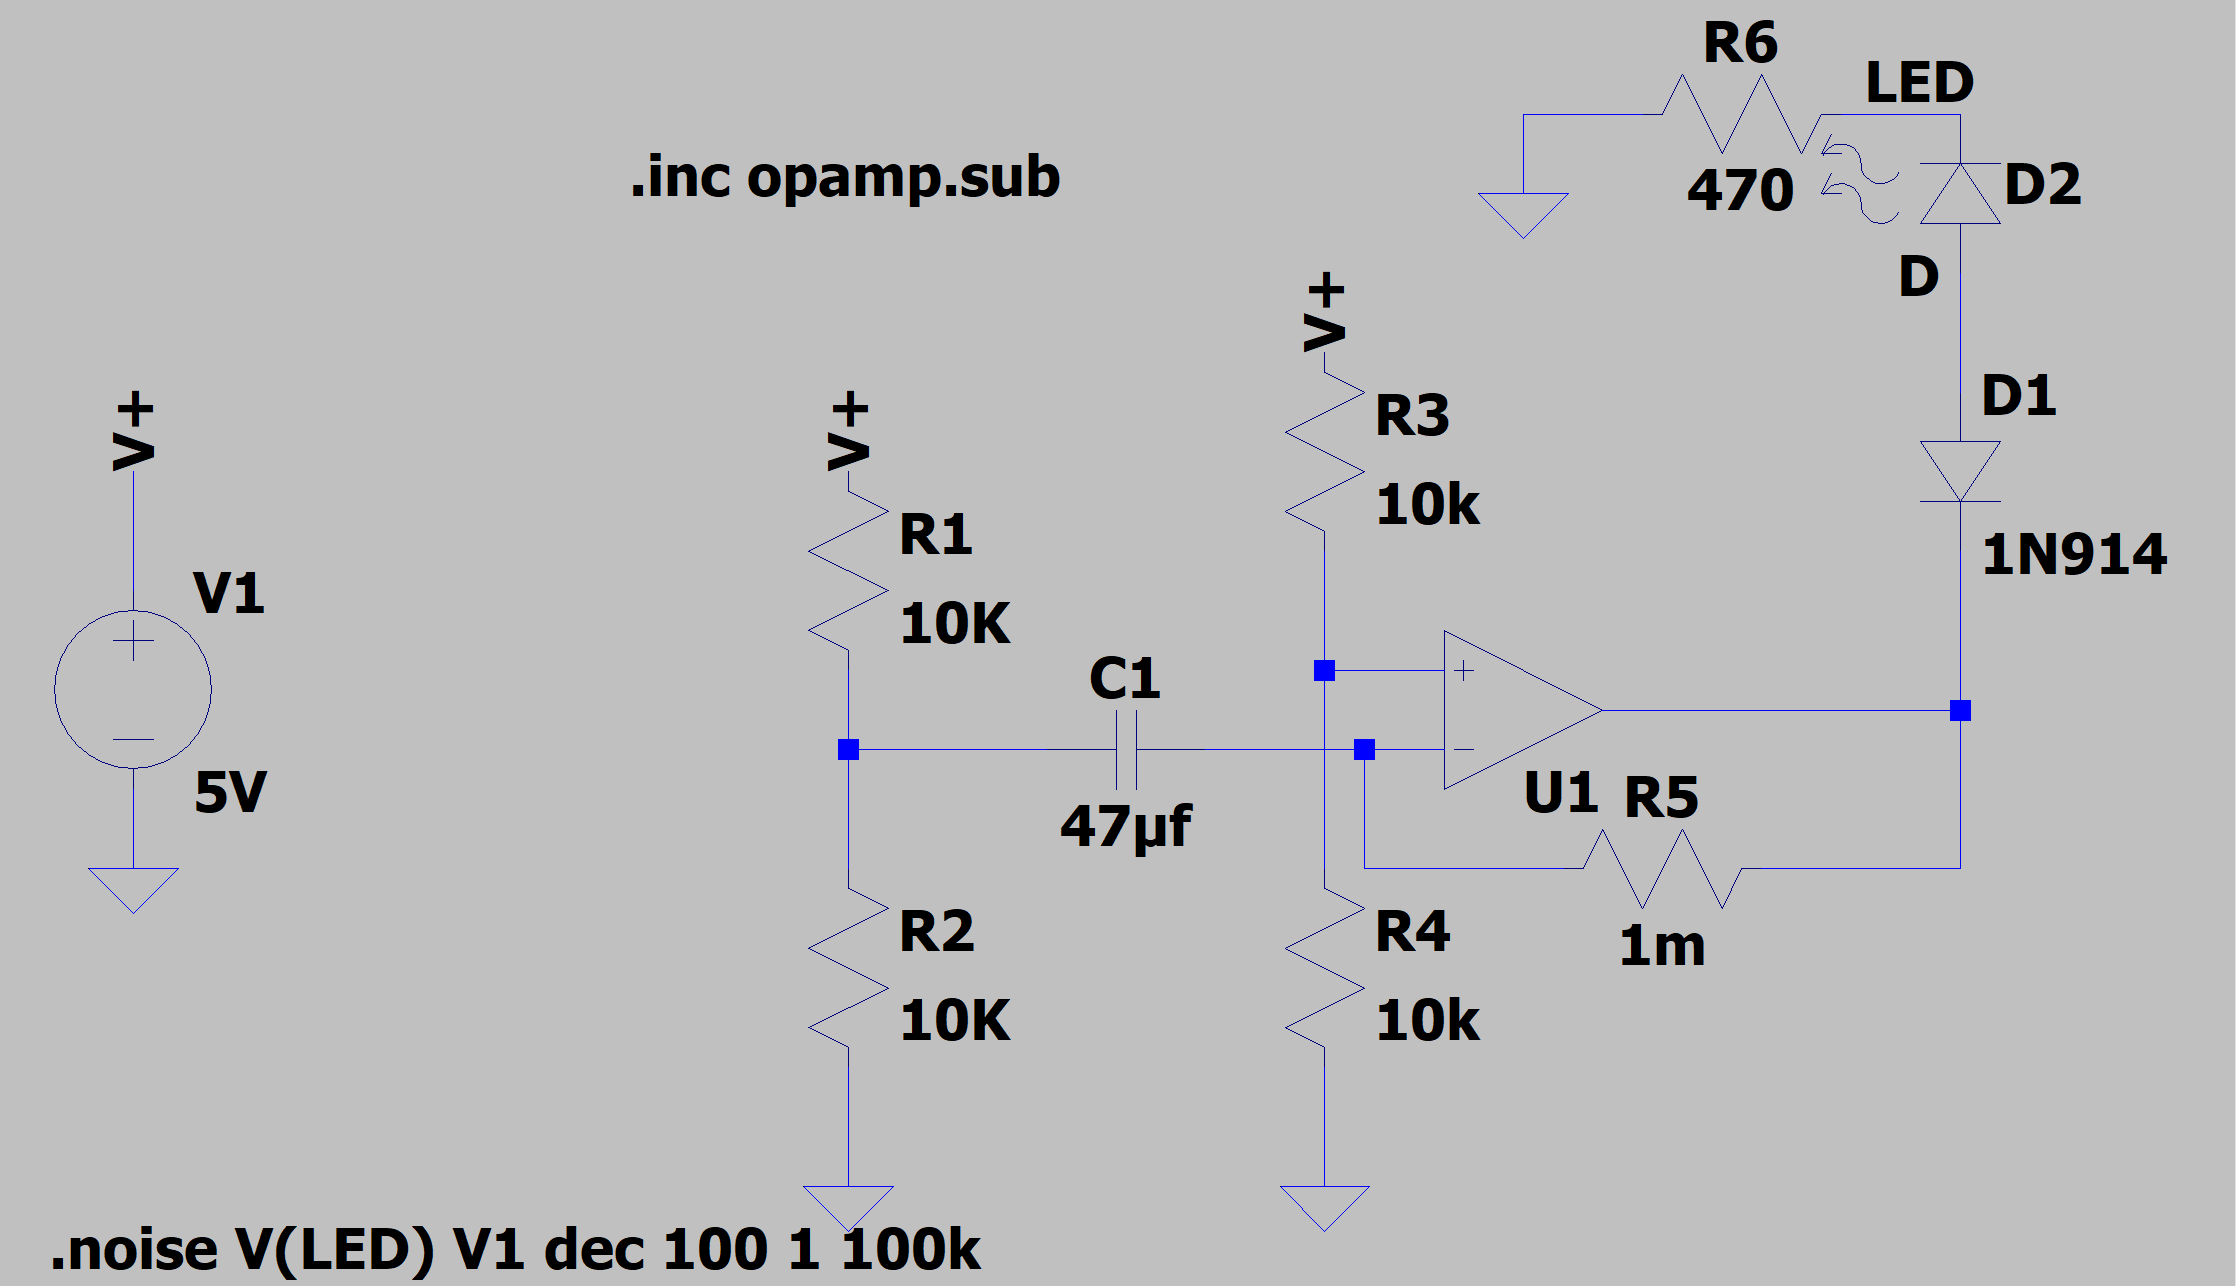 R6
LED
.inc opamp.sub
470
D2
D
V+
V+
V+
R3
D1
10k
R1
1N914
V1
10K
C1
5V
47µf
U1
R5
R2
R4
1m
10K
10k
.noise V(LED) V1 dec 100 1 100k